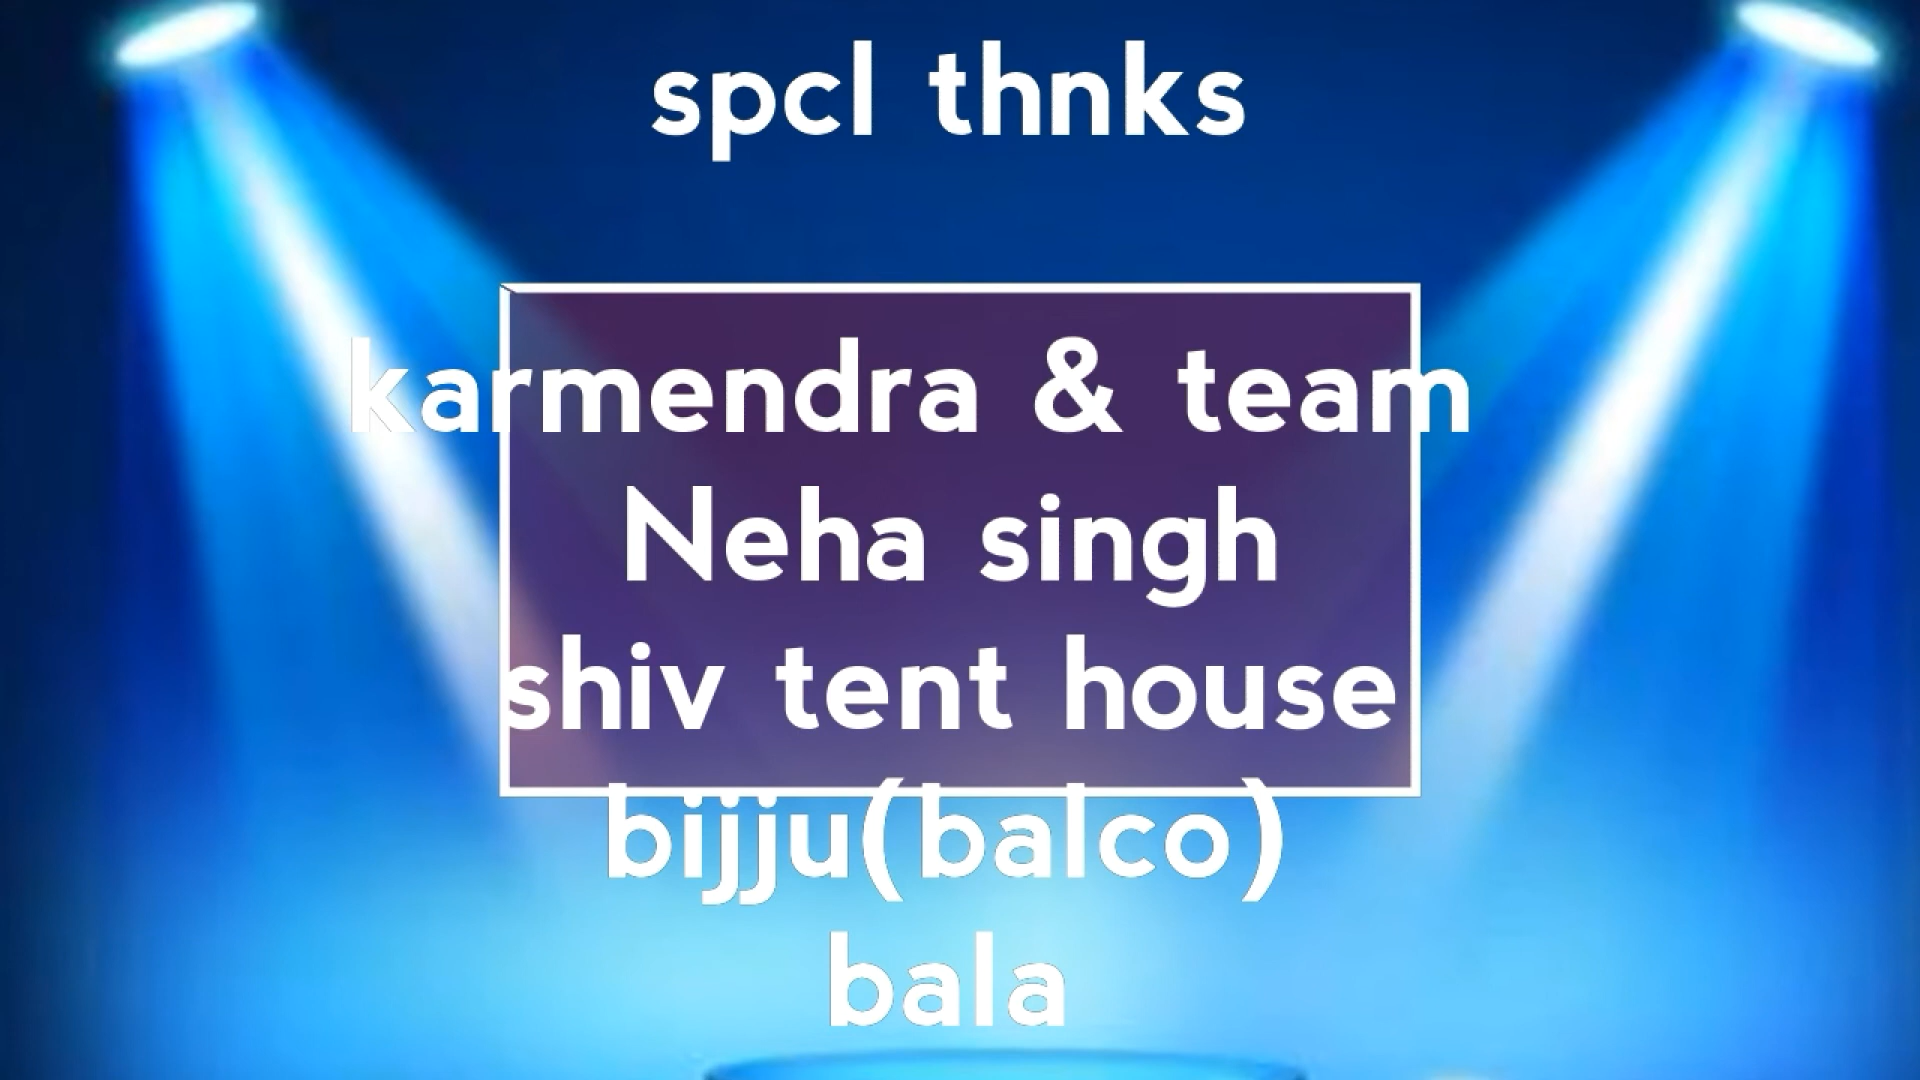 spcl thnks
karmendra & team
Neha singh
shiv tent house
bijju(balco)
bala